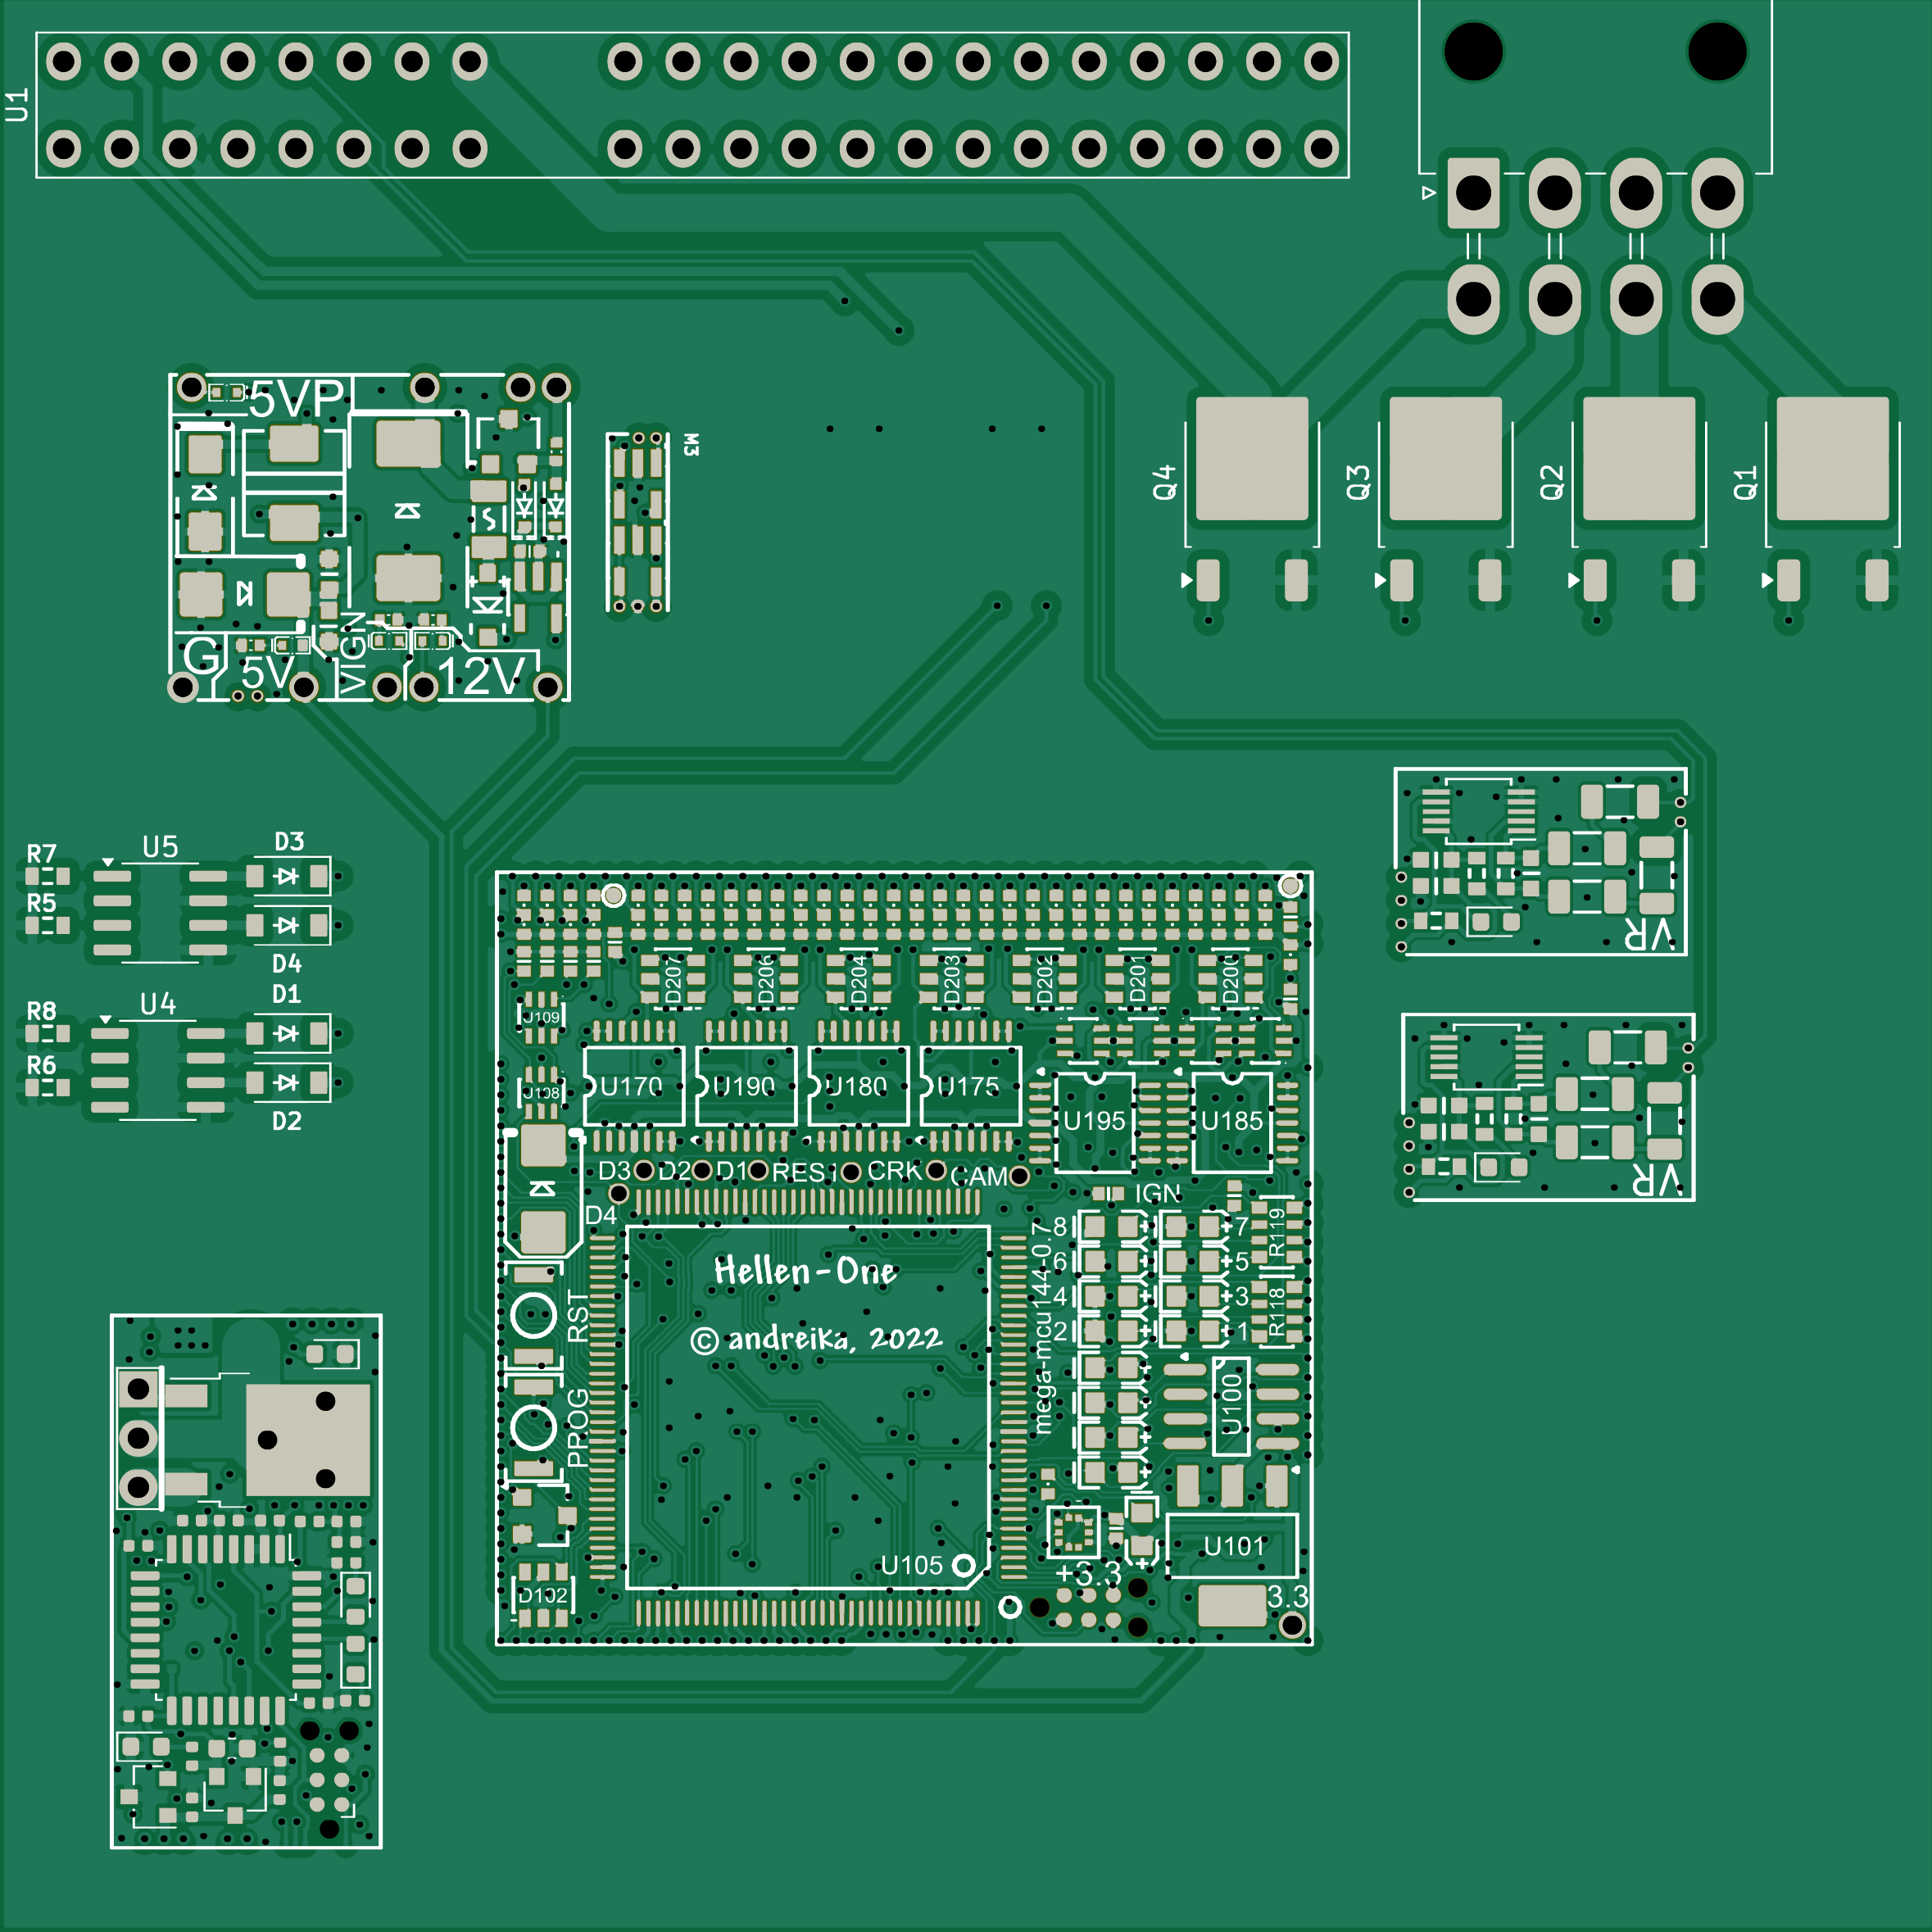 U1
5VP
M3
Q4
Q3
Q2
Q1
G
5V
VIGN
12V
R7
U5
D3
R5
D4
R8
U4
D1
R6
D2
VR
VR
D207
D206
D204
D203
D202
D201
D200
J109
J108
U170
U190
U180
U175
U195
U185
D3
D2
D1
RES1
CRK
CAM
D4
IGN
8
+7
R119
6
+5
4
+3
R118
2
+1
Hellen-One
© andreika, 2022
mega-mcu144-0.7
RST
PROG
U100
U101
U105
D102
+3.3
3.3